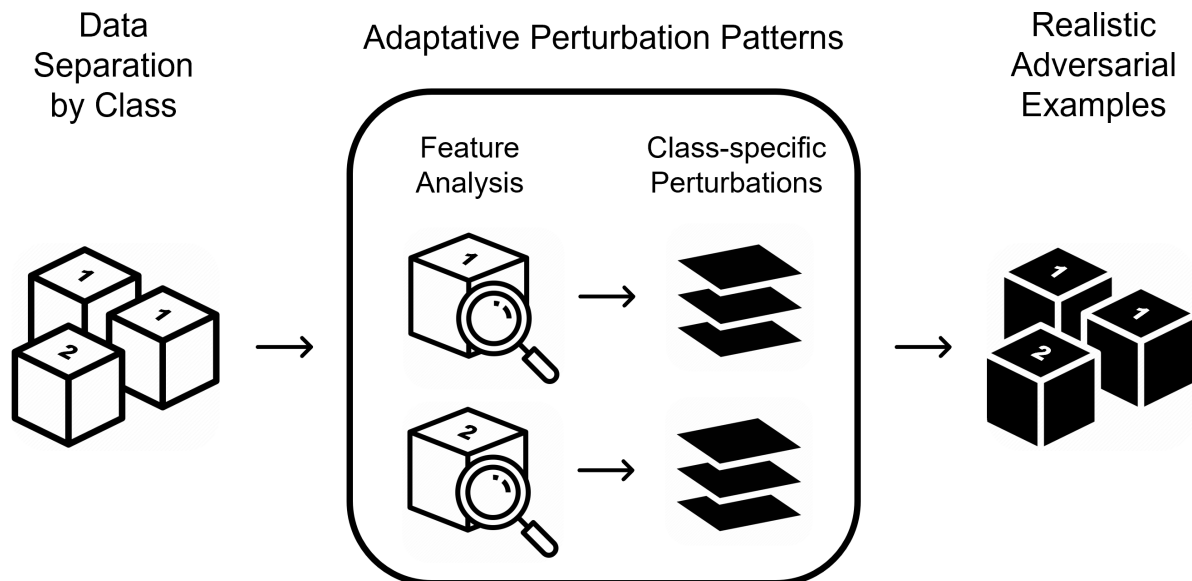 Data
Separation
by Class
Adaptative Perturbation Patterns
Realistic
Adversarial
Examples
Feature
Analysis
Class-specific
Perturbations
1
1
2
1
2
1
1
2